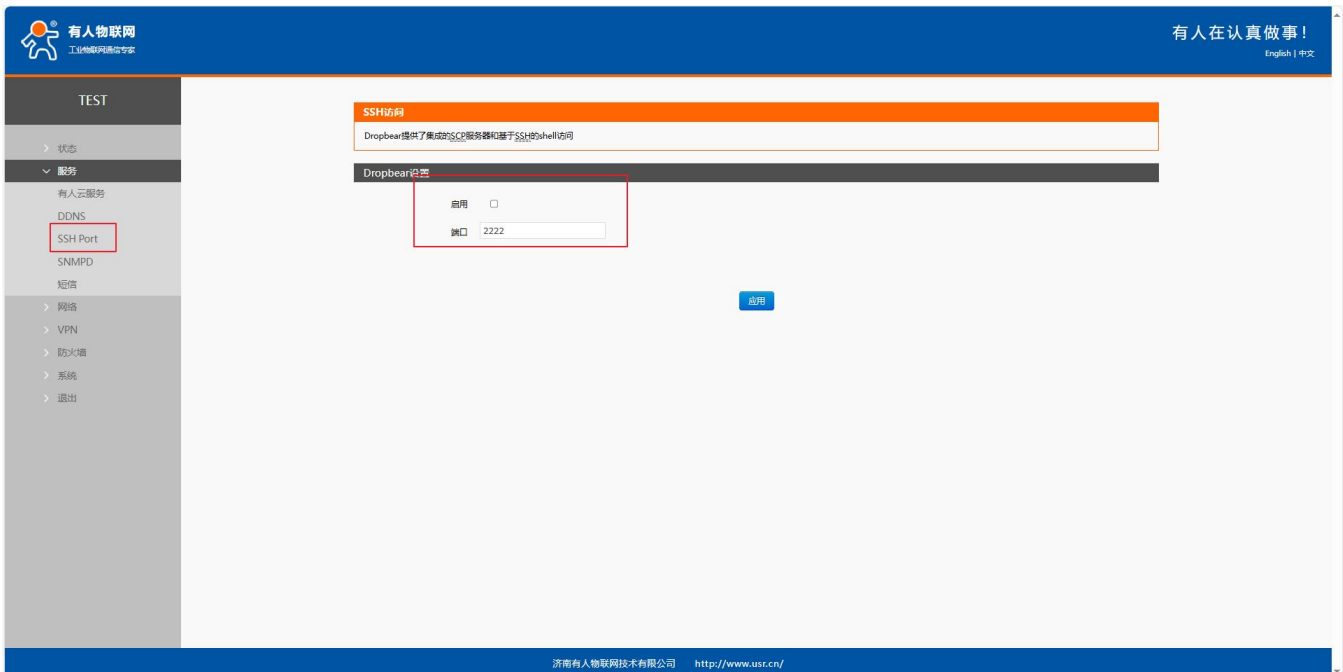 有人物联网
工业物联网通信专家
有人在认真做事!
English | 中文
TEST
状态
服务
有人云服务
DDNS
SSH Port
SNMPD
短信
网络
VPN
防火墙
系统
退出
SSH访问
Dropbear提供了集成的SCP服务器和基于SSH的shell访问
Dropbear设置
启用
端口 2222
应用
济南有人物联网技术有限公司 http://www.usr.cn/